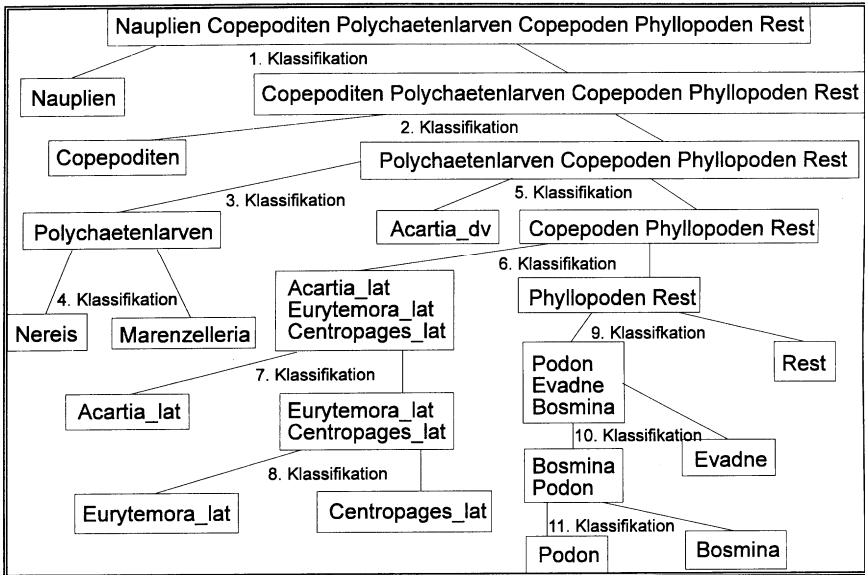 Nauplien Copepoditen Polychaetenlarven Copepoden Phyllopoden Rest
1. Klassifikation
Nauplien
Copepoditen Polychaetenlarven Copepoden Phyllopoden Rest
2. Klassifikation
Copepoditen
Polychaetenlarven Copepoden Phyllopoden Rest
3. Klassifikation
5. Klassifikation
Polychaetenlarven
Acartia_dv
Copepoden Phyllopoden Rest
6. Klassifikation
4. Klassifikation
Nereis
Marenzelleria
Acartia_lat
Eurytemora_lat
Centropages_lat
Phyllopoden Rest
9. Klassifikation
7. Klassifikation
Podon
Evadne
Bosmina
Rest
Acartia_lat
Eurytemora_lat
Centropages_lat
10. Klassifikation
8. Klassifikation
Bosmina
Podon
Evadne
Eurytemora_lat
Centropages_lat
11. Klassifikation
Podon
Bosmina